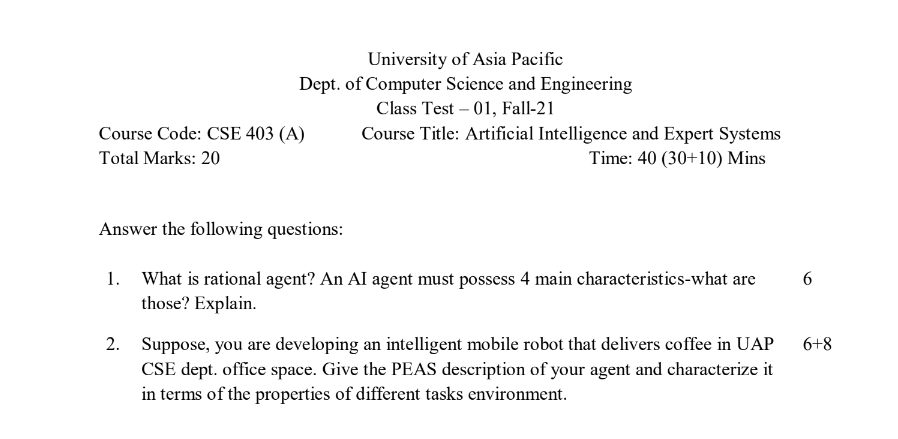 University of Asia Pacific
Dept. of Computer Science and Engineering
Class Test – 01, Fall-21
Course Code: CSE 403 (A) Course Title: Artificial Intelligence and Expert Systems
Total Marks: 20 Time: 40 (30+10) Mins
Answer the following questions:
1. What is rational agent? An AI agent must possess 4 main characteristics-what are 6
those? Explain.
2. Suppose, you are developing an intelligent mobile robot that delivers coffee in UAP 6+8
CSE dept. office space. Give the PEAS description of your agent and characterize it
in terms of the properties of different tasks environment.